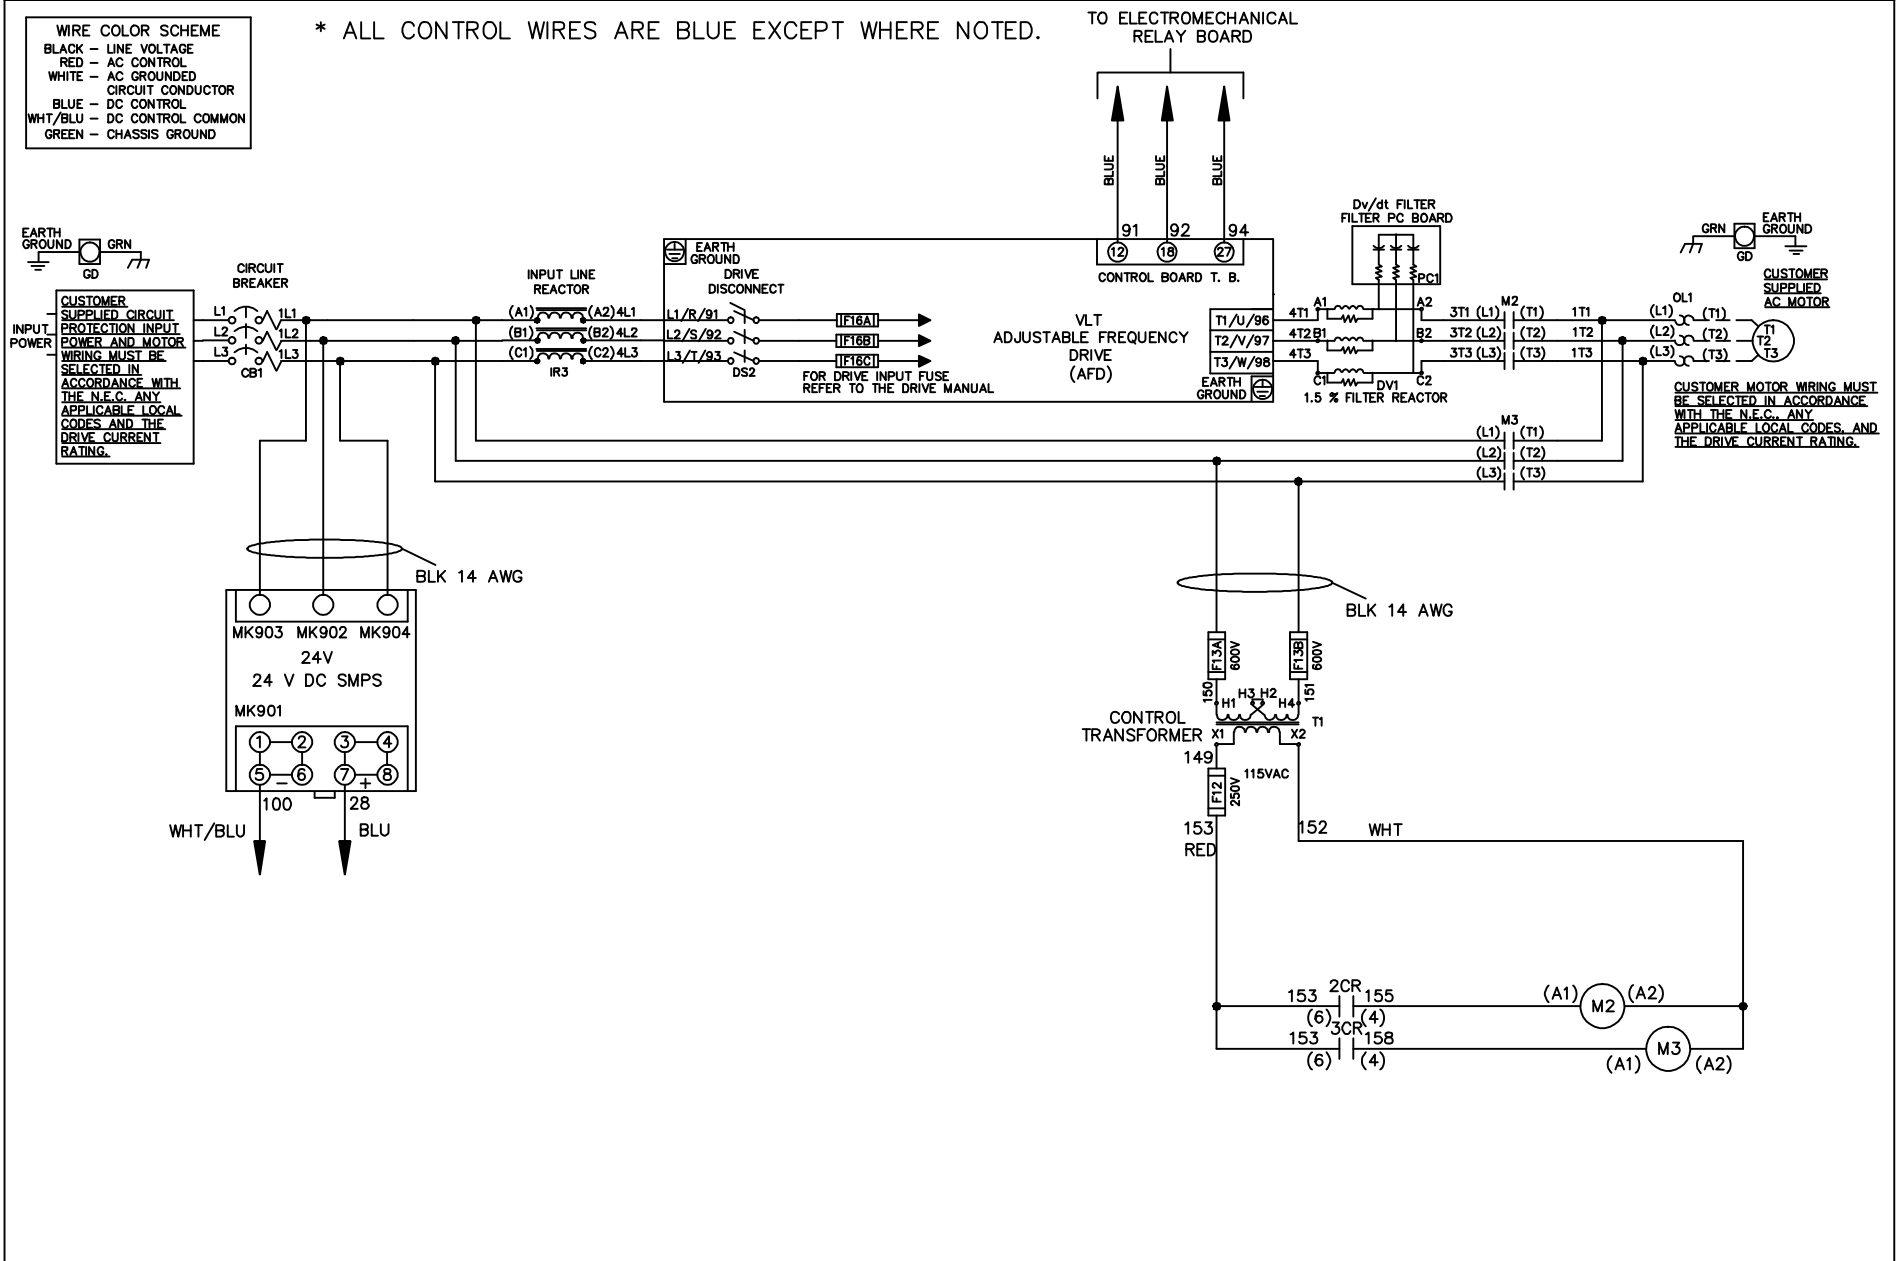 WIRE COLOR SCHEME
BLACK – LINE VOLTAGE
RED – AC CONTROL
WHITE – AC GROUNDED
CIRCUIT CONDUCTOR
BLUE – DC CONTROL
WHT/BLU – DC CONTROL COMMON
GREEN – CHASSIS GROUND
* ALL CONTROL WIRES ARE BLUE EXCEPT WHERE NOTED.
TO ELECTROMECHANICAL
RELAY BOARD
BLUE
BLUE
BLUE
91 92 94
12 18 27
CONTROL BOARD T. B.
EARTH
GROUND
GRN
GD
INPUT
POWER
CUSTOMER
SUPPLIED CIRCUIT
PROTECTION INPUT
POWER AND MOTOR
WIRING MUST BE
SELECTED IN
ACCORDANCE WITH
THE N.E.C. ANY
APPLICABLE LOCAL
CODES AND THE
DRIVE CURRENT
RATING.
CIRCUIT
BREAKER
L1 1L1
L2 1L2
L3 1L3
CB1
INPUT LINE
REACTOR
(A1) (A2) 4L1
(B1) (B2) 4L2
(C1) (C2) 4L3
IR3
EARTH
GROUND
DRIVE
DISCONNECT
L1/R/91
L2/S/92
L3/T/93
DS2
IF16A
IF16B
IF16C
FOR DRIVE INPUT FUSE
REFER TO THE DRIVE MANUAL
VLT
ADJUSTABLE FREQUENCY
DRIVE
(AFD)
T1/U/96
T2/V/97
T3/W/98
EARTH
GROUND
Dv/dt FILTER
FILTER PC BOARD
PC1
4T1 A1 A2
4T2 B1 B2
4T3
C1 C2
DV1
1.5 % FILTER REACTOR
M2
3T1 (L1) (T1) 1T1
3T2 (L2) (T2) 1T2
3T3 (L3) (T3) 1T3
M3
(L1) (T1)
(L2) (T2)
(L3) (T3)
GRN
GD
EARTH
GROUND
CUSTOMER
SUPPLIED
AC MOTOR
OL1
(L1) (T1)
(L2) (T2)
(L3) (T3)
T1
T2
T3
CUSTOMER MOTOR WIRING MUST
BE SELECTED IN ACCORDANCE
WITH THE N.E.C., ANY
APPLICABLE LOCAL CODES, AND
THE DRIVE CURRENT RATING.
BLK 14 AWG
MK903 MK902 MK904
24V
24 V DC SMPS
MK901
1 2 3 4
5 6 7 8
– +
100 28
WHT/BLU BLU
BLK 14 AWG
F13A
600V
F13B
600V
150
151
H1 H3 H2 H4
T1
CONTROL
TRANSFORMER
X1 X2
149
115VAC
F12
250V
153
RED
152 WHT
2CR
153 155
(6) (4)
(A1) M2 (A2)
3CR
153 158
(6) (4)
(A1) M3 (A2)